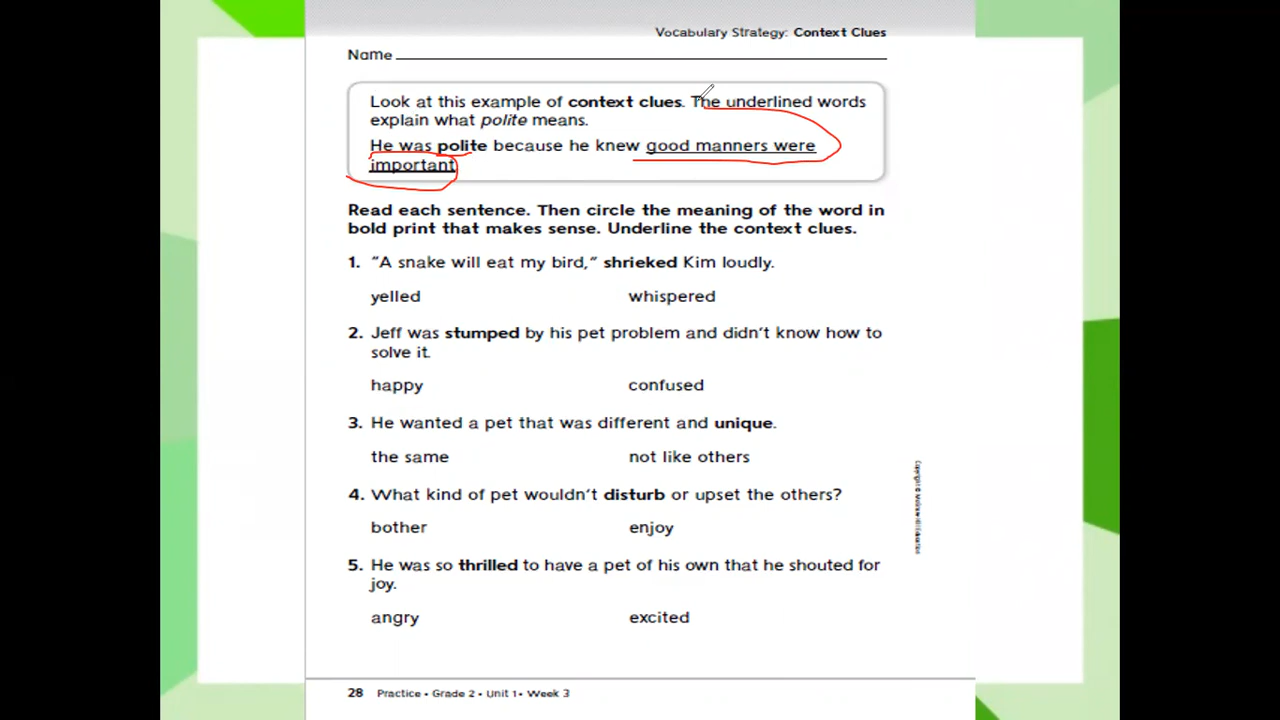 Vocabulary Strategy: Context Clues
Name
Look at this example of context clues. The underlined words
explain what polite means.
He was polite because he knew good manners were
important
Read each sentence. Then circle the meaning of the word in
bold print that makes sense. Underline the context clues.
1. "A snake will eat my bird," shrieked Kim loudly.
yelled whispered
2. Jeff was stumped by his pet problem and didn't know how to
solve it.
happy confused
3. He wanted a pet that was different and unique.
the same not like others
4. What kind of pet wouldn't disturb or upset the others?
bother enjoy
5. He was so thrilled to have a pet of his own that he shouted for
joy.
angry excited
Copyright © McGraw-Hill Education
28 Practice • Grade 2 • Unit 1 • Week 3